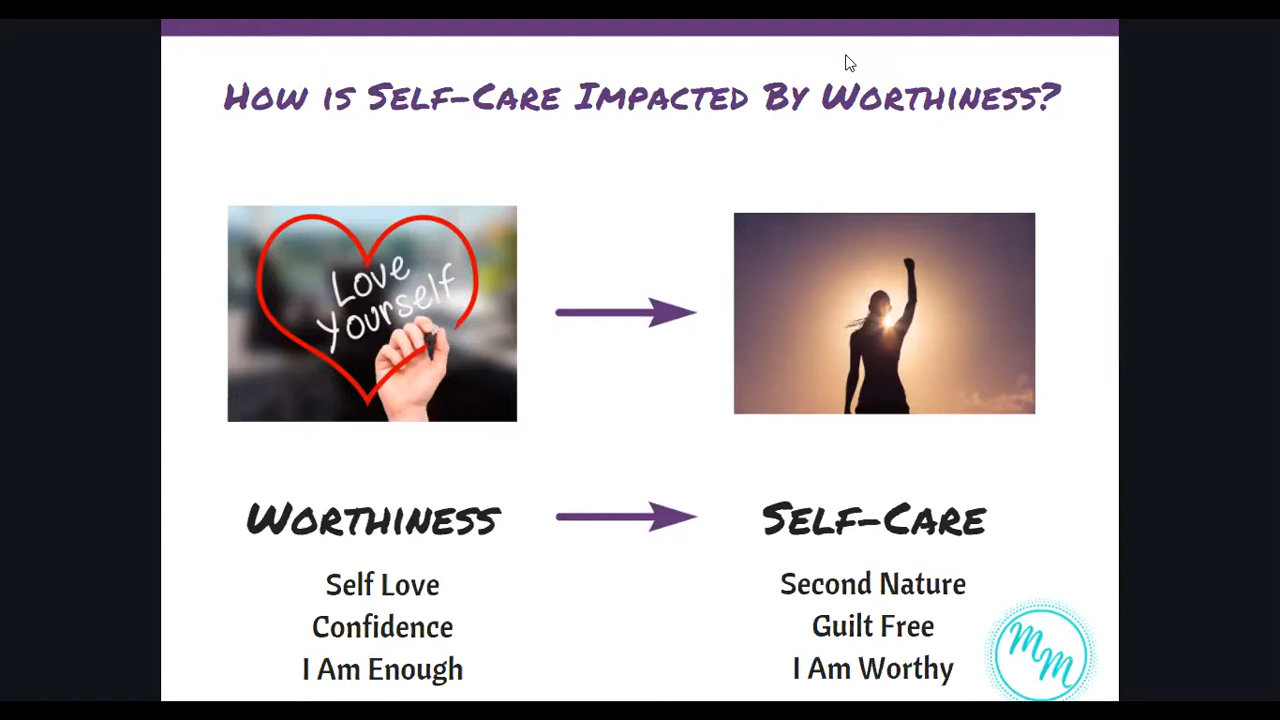 How is Self-Care Impacted By Worthiness?
Love
Yourself
Worthiness
Self-Care
Self Love
Second Nature
Confidence
Guilt Free
I Am Enough
I Am Worthy
MM